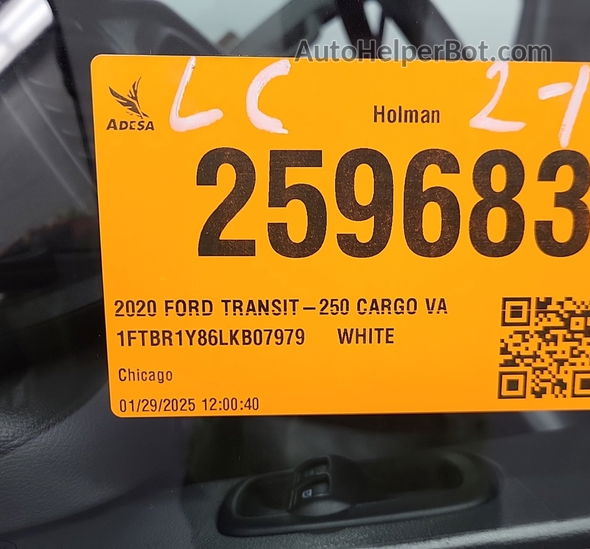 AutoHelperBot.com
ADESA
LC
Holman
2-1
259683
2020 FORD TRANSIT-250 CARGO VA
1FTBR1Y86LKB07979 WHITE
Chicago
01/29/2025 12:00:40